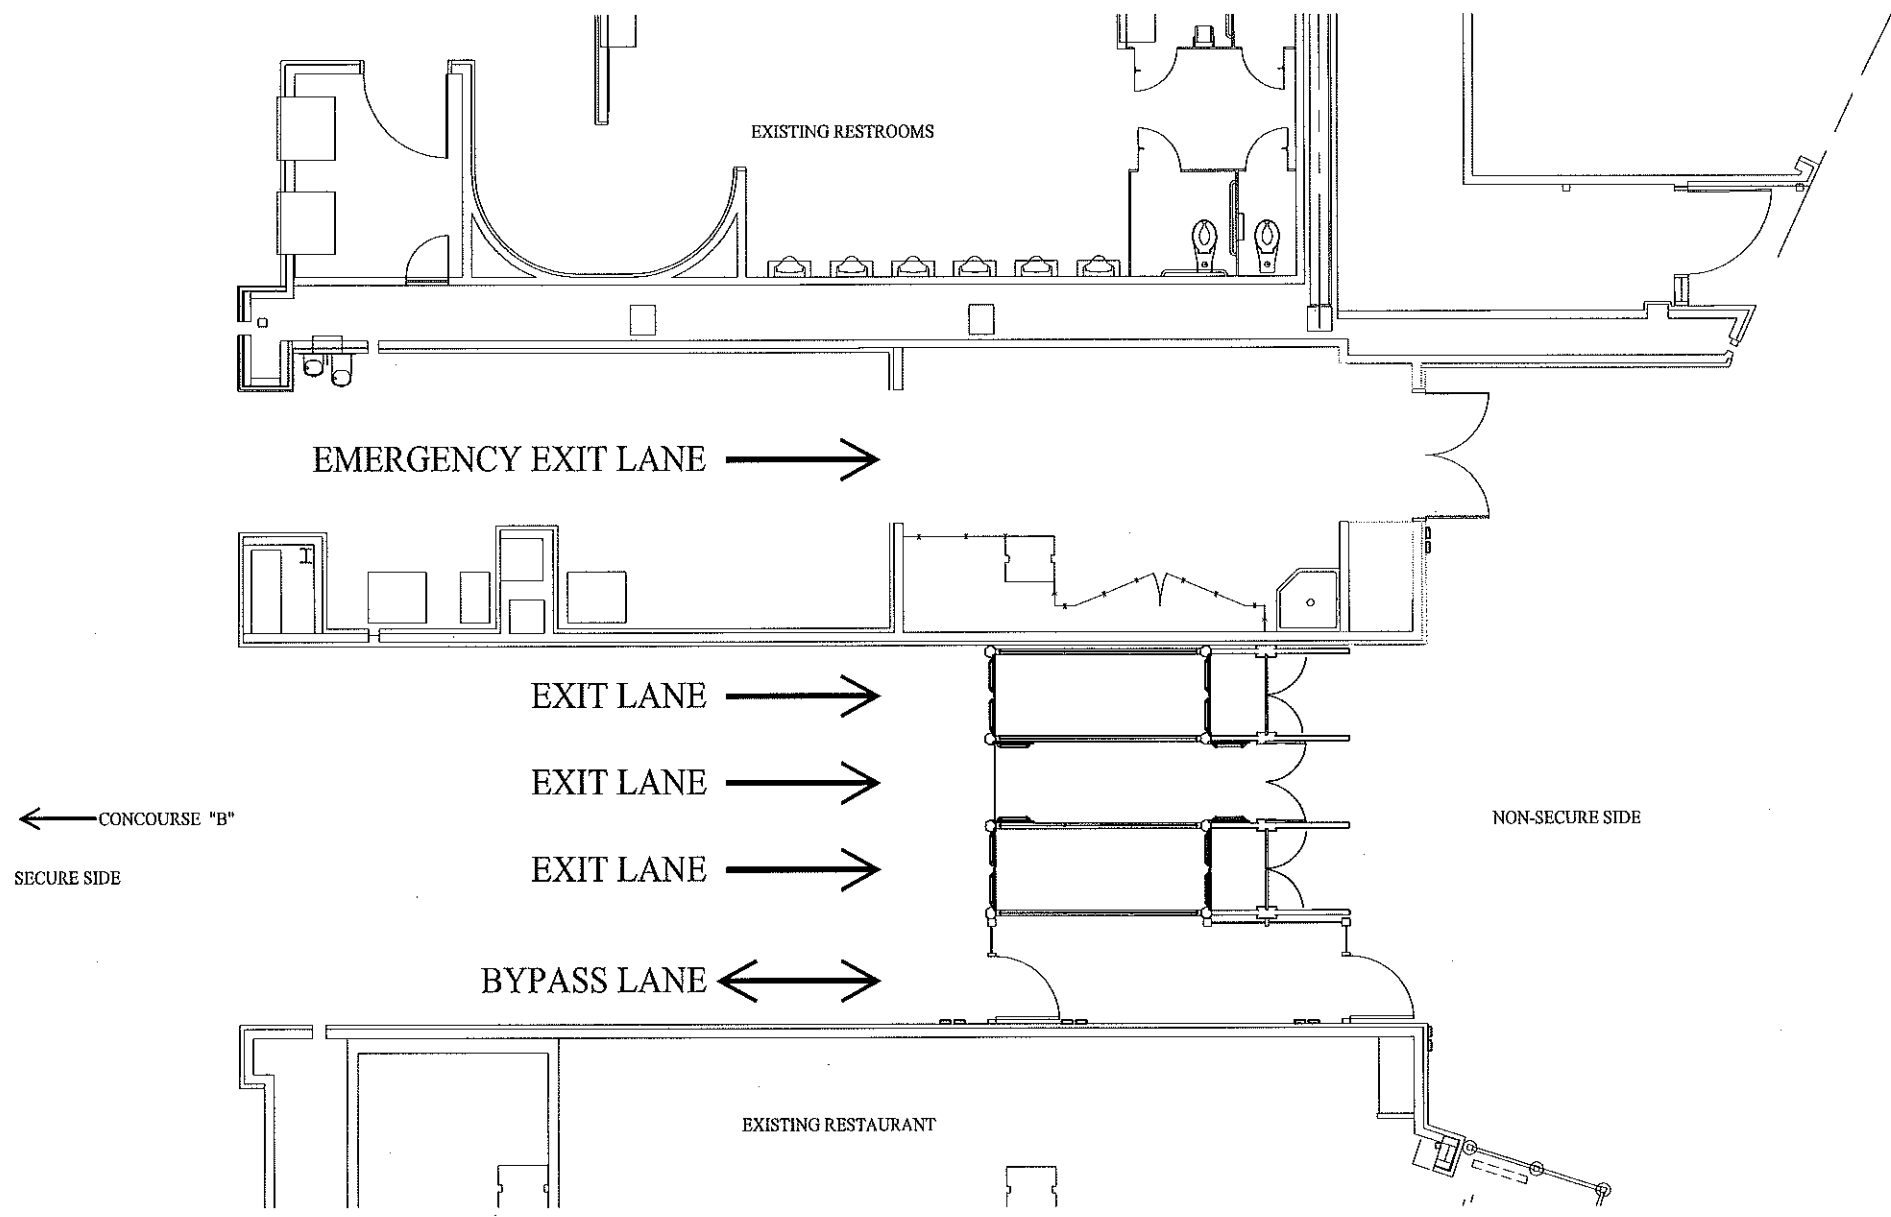 EXISTING RESTROOMS
EMERGENCY EXIT LANE
EXIT LANE
EXIT LANE
CONCOURSE "B"
NON-SECURE SIDE
EXIT LANE
SECURE SIDE
BYPASS LANE
EXISTING RESTAURANT